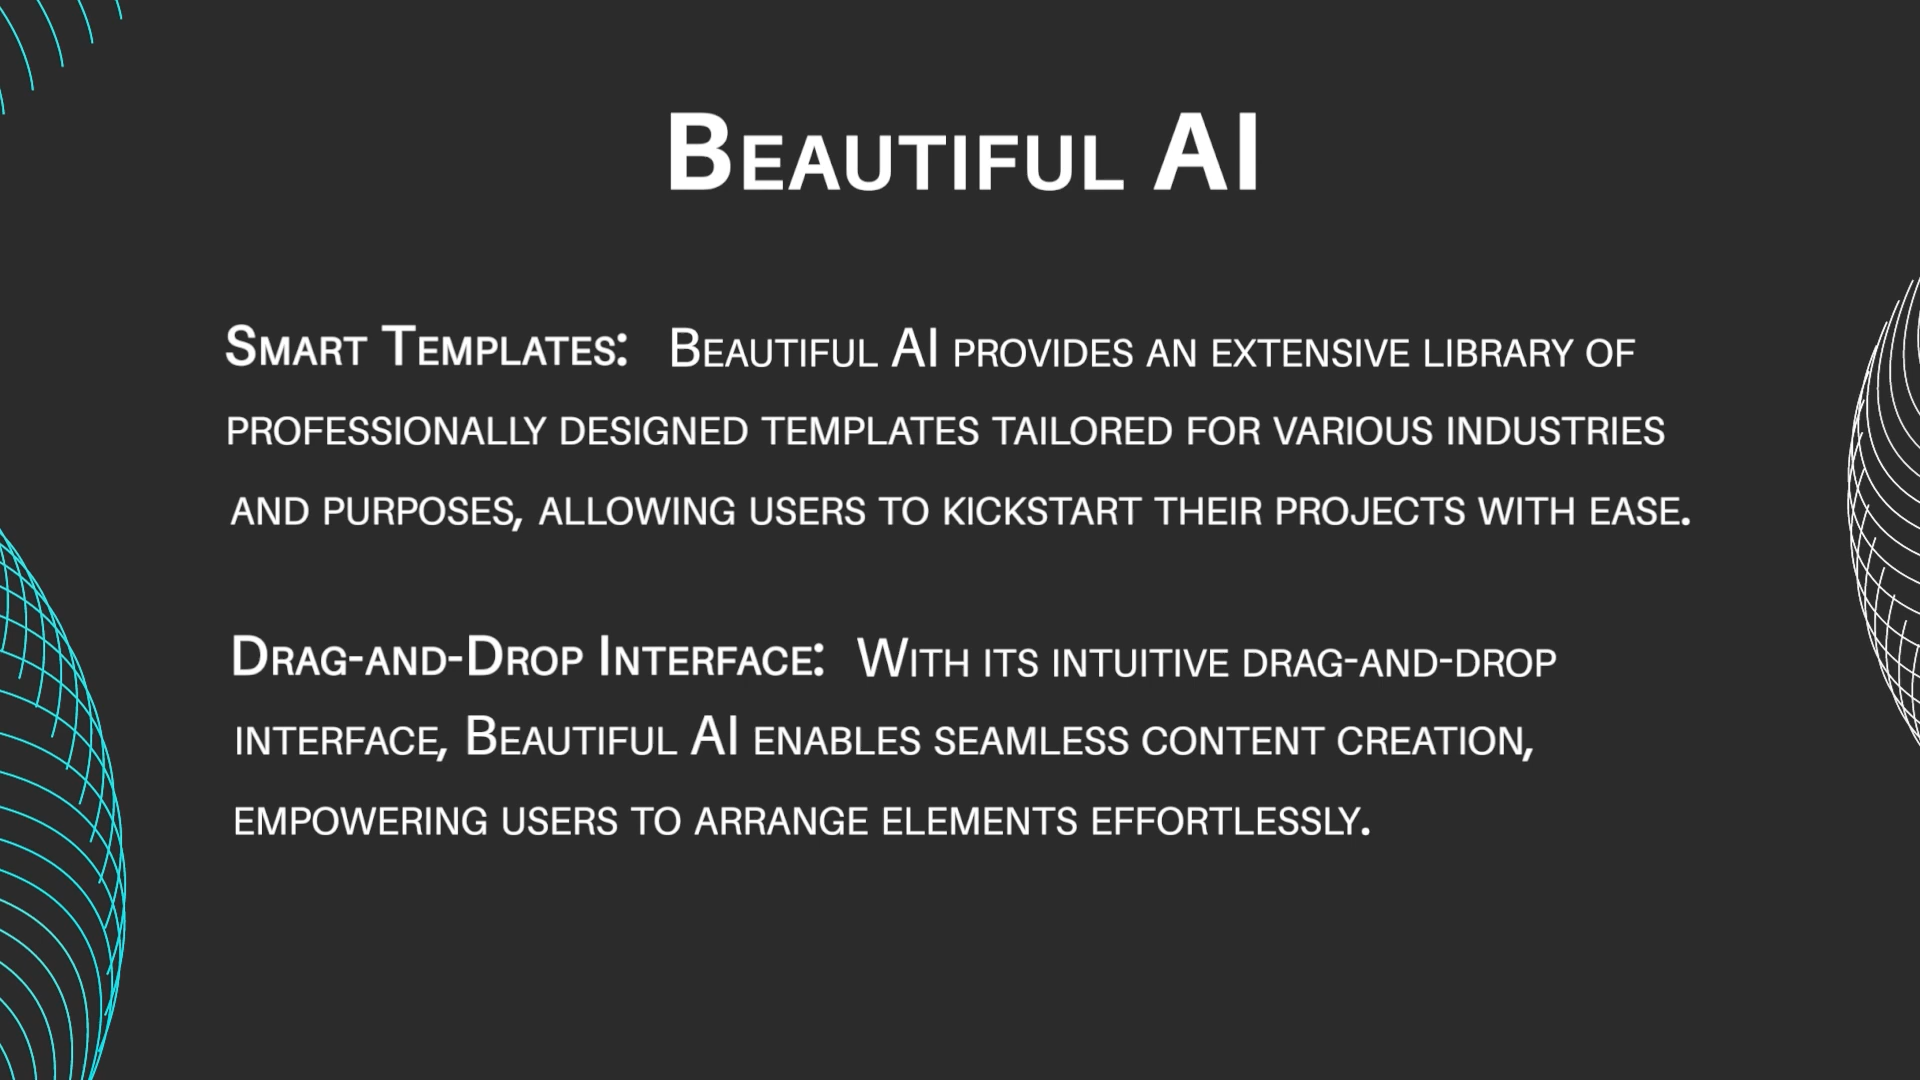 Beautiful AI
Smart Templates: Beautiful AI provides an extensive library of
professionally designed templates tailored for various industries
and purposes, allowing users to kickstart their projects with ease.
Drag-and-Drop Interface: With its intuitive drag-and-drop
interface, Beautiful AI enables seamless content creation,
empowering users to arrange elements effortlessly.